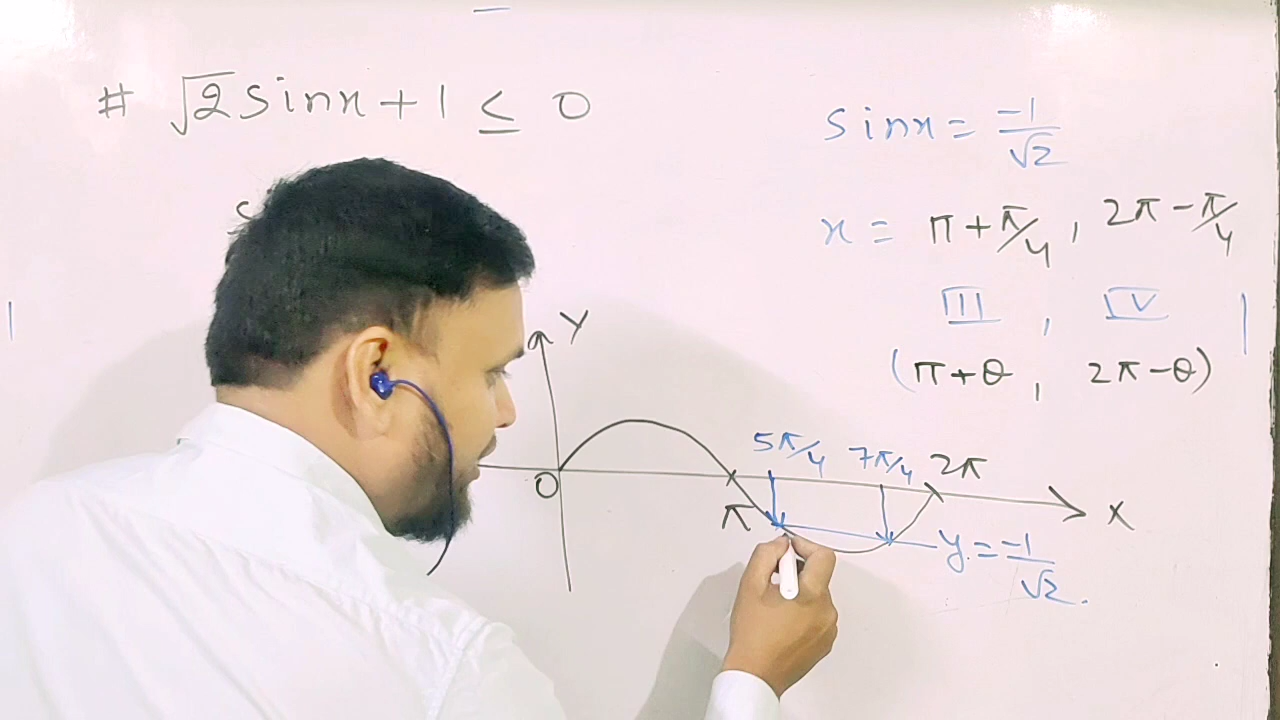 # √2 sinx + 1 ≤ 0
sinx = -1/√2
x = π + π/4 , 2π - π/4
III , IV
(π + θ , 2π - θ)
Y
5π/4 7π/4 2π
O
π
X
y = -1/√2